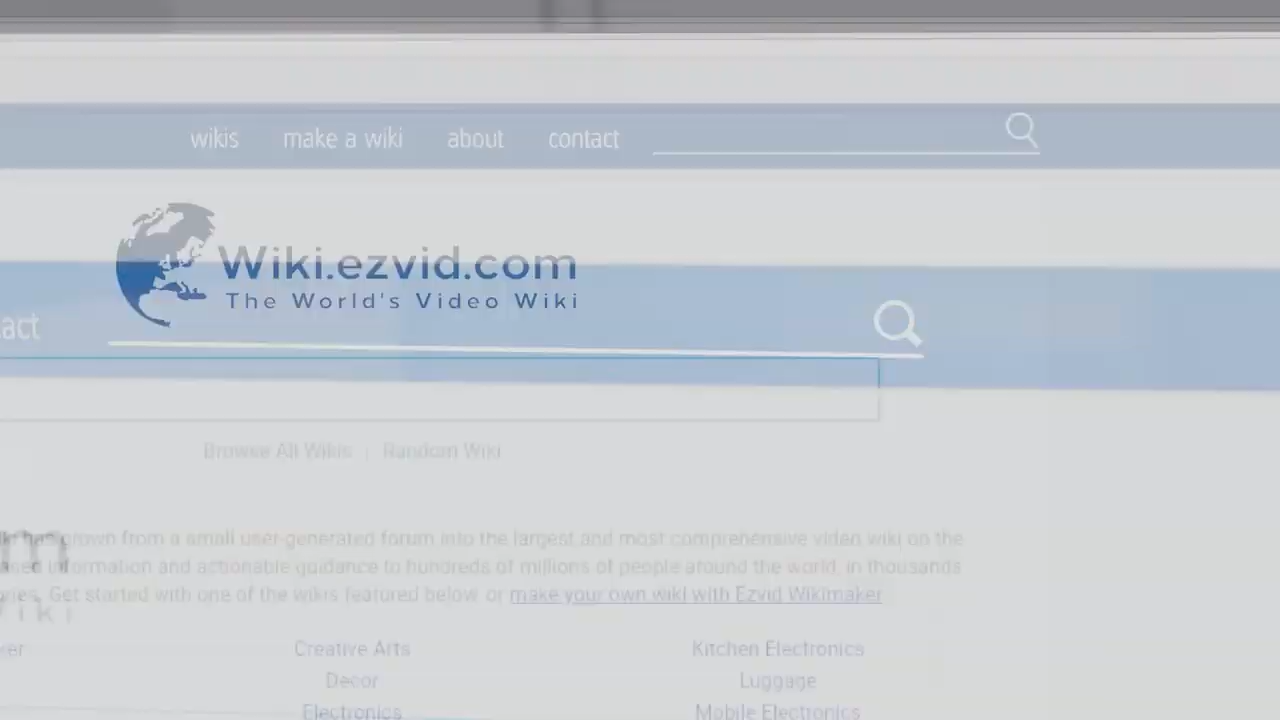 wikis make a wiki about contact
Wiki.ezvid.com
The World's Video Wiki
act
Browse All Wikis | Random Wiki
m
grown from a small user-generated forum into the largest and most comprehensive video wiki on the
information and actionable guidance to hundreds of millions of people around the world, in thousands
Get started with one of the wikis featured below, or make your own wiki with Ezvid Wikimaker
iki
Creative Arts Kitchen Electronics
Decor Luggage
Electronics Mobile Electronics